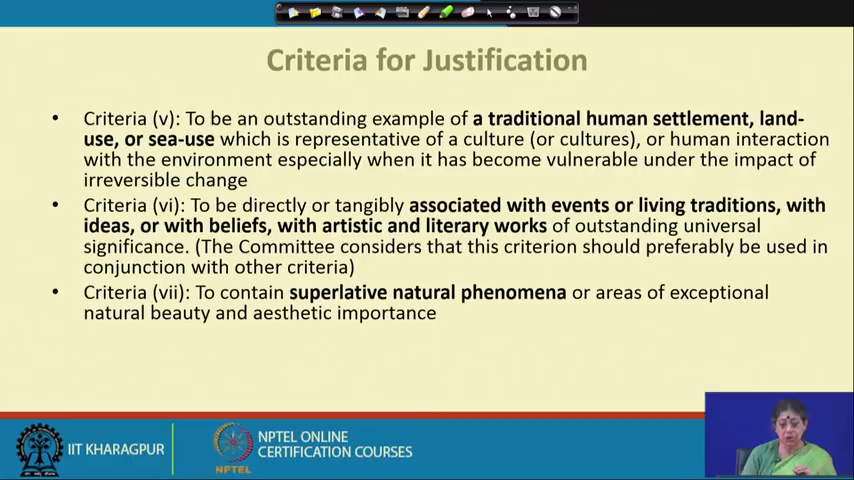 Criteria for Justification
• Criteria (v): To be an outstanding example of a traditional human settlement, land-
use, or sea-use which is representative of a culture (or cultures), or human interaction
with the environment especially when it has become vulnerable under the impact of
irreversible change
• Criteria (vi): To be directly or tangibly associated with events or living traditions, with
ideas, or with beliefs, with artistic and literary works of outstanding universal
significance. (The Committee considers that this criterion should preferably be used in
conjunction with other criteria)
• Criteria (vii): To contain superlative natural phenomena or areas of exceptional
natural beauty and aesthetic importance
IIT KHARAGPUR
NPTEL
NPTEL ONLINE
CERTIFICATION COURSES